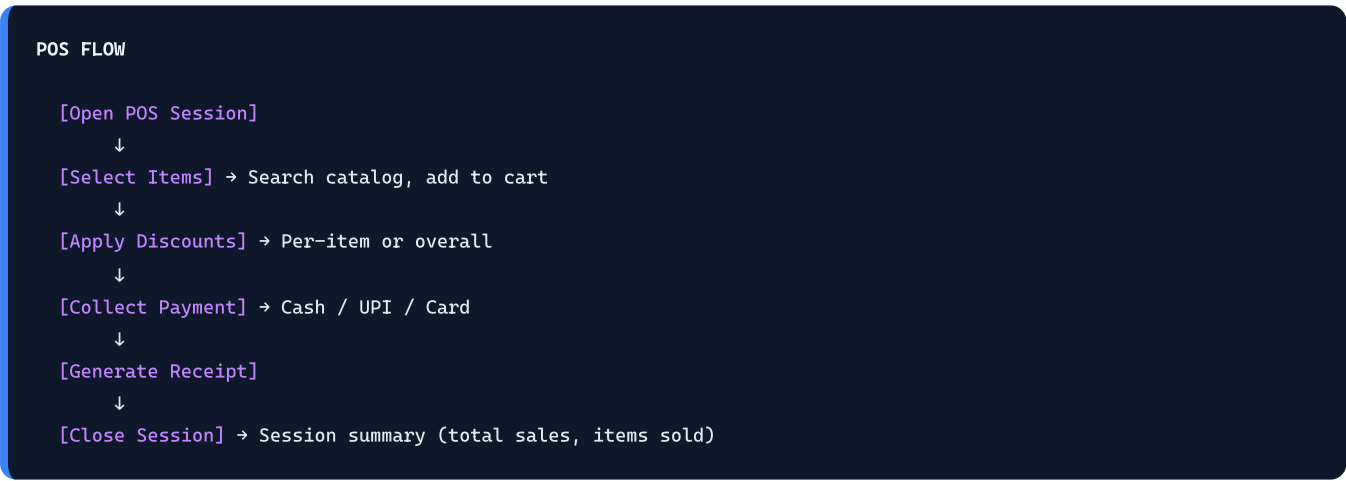 POS FLOW
[Open POS Session]
↓
[Select Items] → Search catalog, add to cart
↓
[Apply Discounts] → Per-item or overall
↓
[Collect Payment] → Cash / UPI / Card
↓
[Generate Receipt]
↓
[Close Session] → Session summary (total sales, items sold)